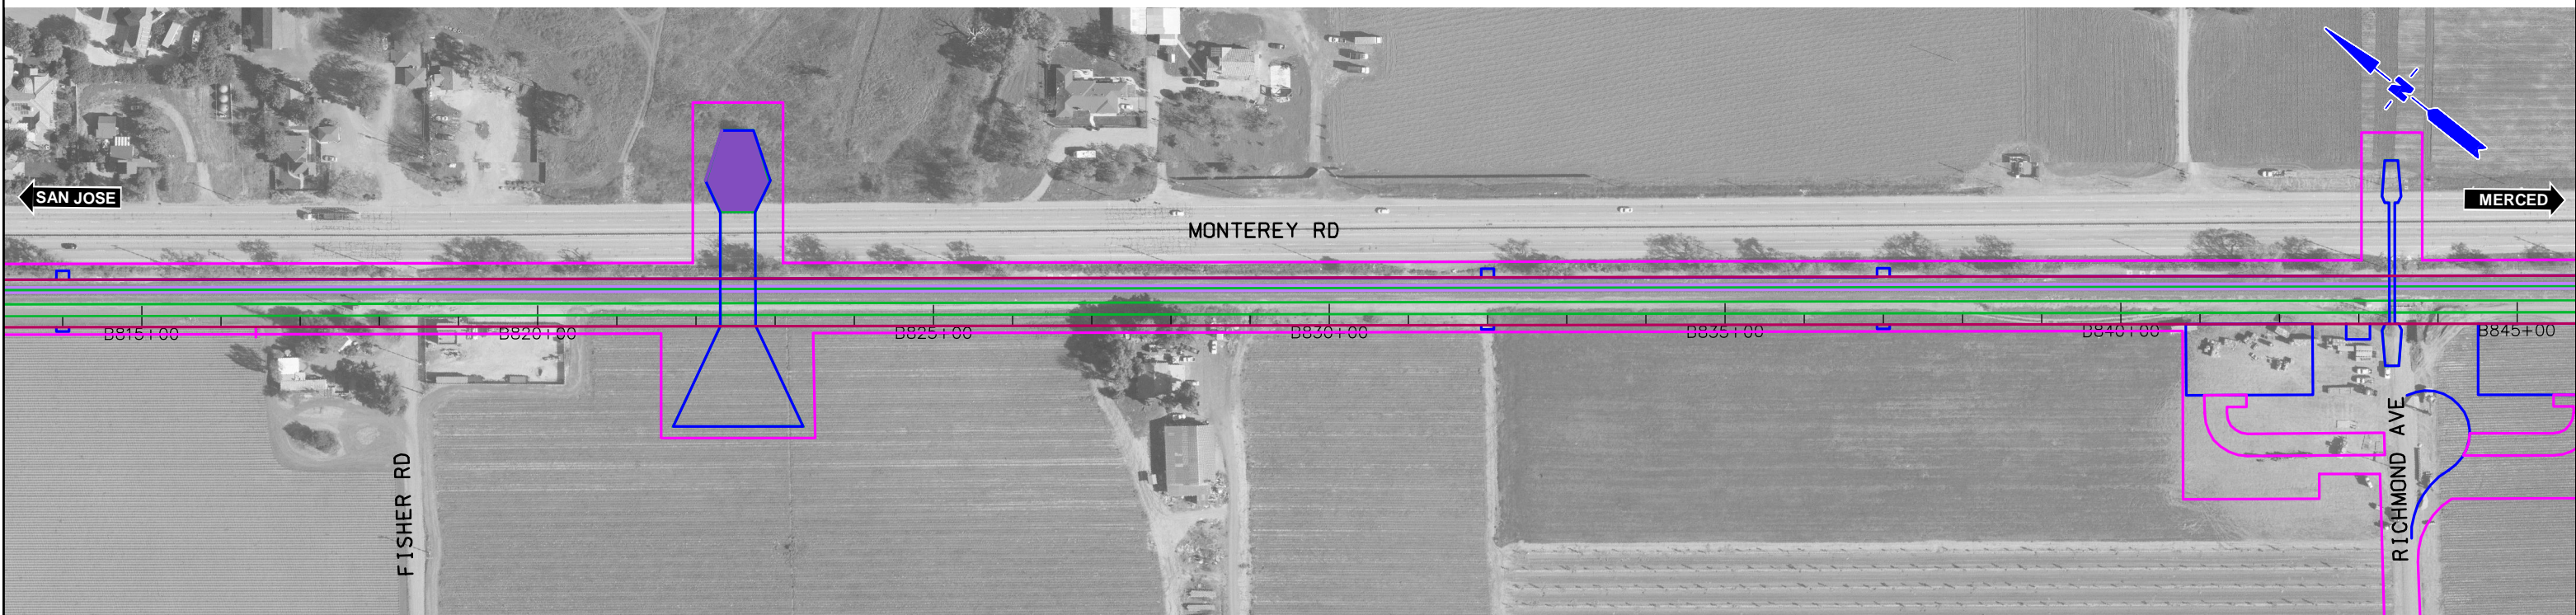 N
SAN JOSE
MERCED
MONTEREY RD
B815+00
B820+00
B825+00
B830+00
B835+00
B840+00
B845+00
FISHER RD
RICHMOND AVE